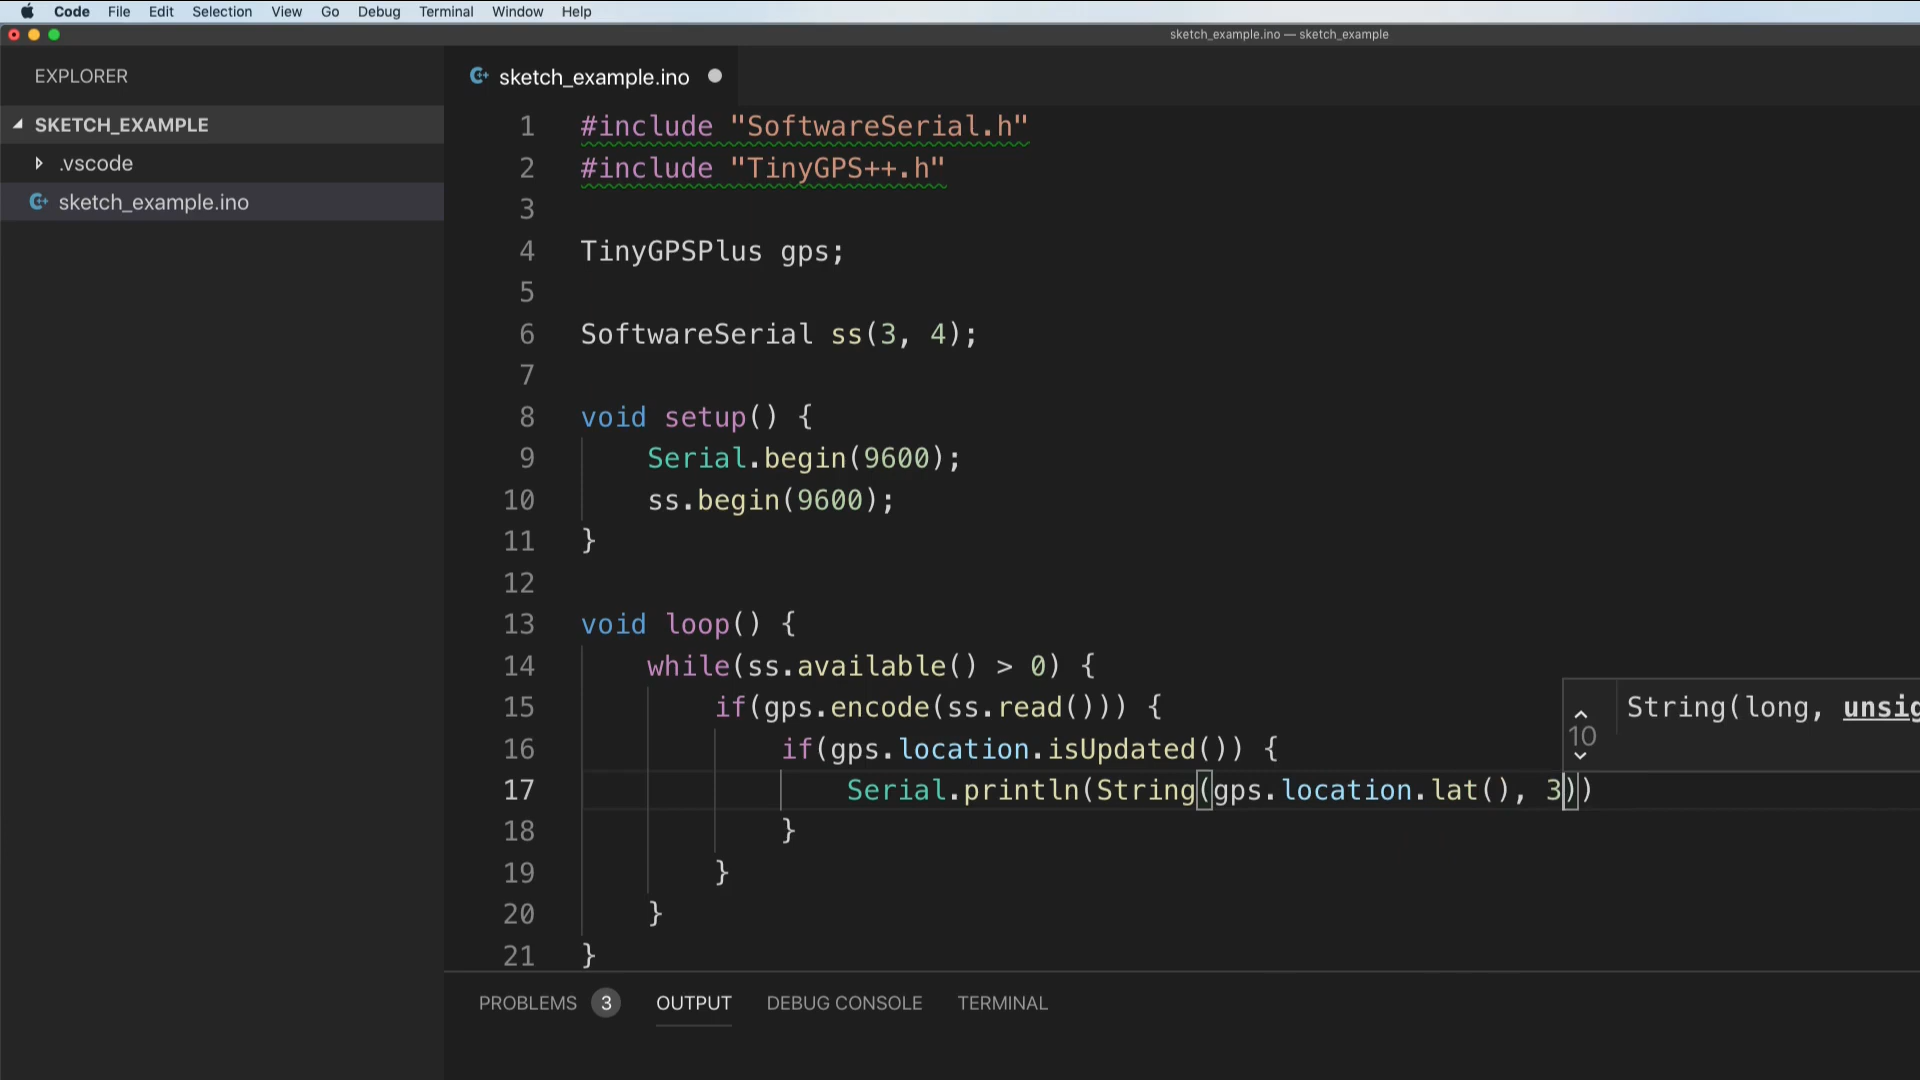 Code File Edit Selection View Go Debug Terminal Window Help
sketch_example.ino — sketch_example
EXPLORER
SKETCH_EXAMPLE
.vscode
sketch_example.ino
sketch_example.ino
1 #include "SoftwareSerial.h"
2 #include "TinyGPS++.h"
3
4 TinyGPSPlus gps;
5
6 SoftwareSerial ss(3, 4);
7
8 void setup() {
9 Serial.begin(9600);
10 ss.begin(9600);
11 }
12
13 void loop() {
14 while(ss.available() > 0) {
15 if(gps.encode(ss.read())) {
16 if(gps.location.isUpdated()) {
17 Serial.println(String(gps.location.lat(), 3))
18 }
19 }
20 }
21 }
10 String(long, unsig
PROBLEMS 3 OUTPUT DEBUG CONSOLE TERMINAL